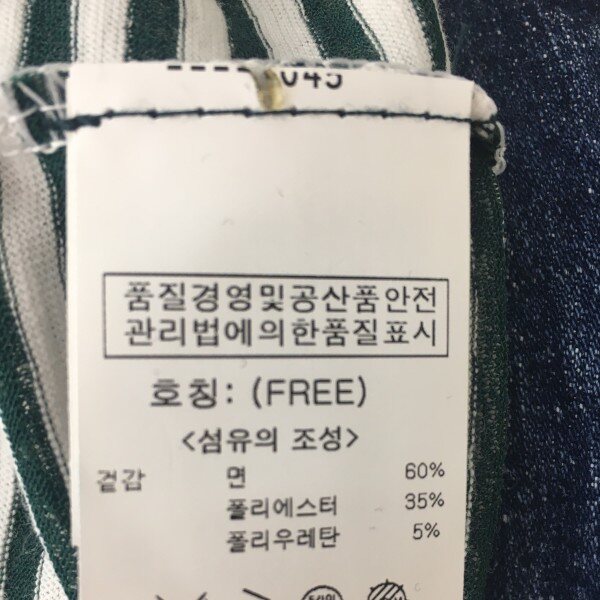 045
품질경영및공산품안전
관리법에의한품질표시
호칭: (FREE)
<섬유의 조성>
겉감 면 60%
폴리에스터 35%
폴리우레탄 5%